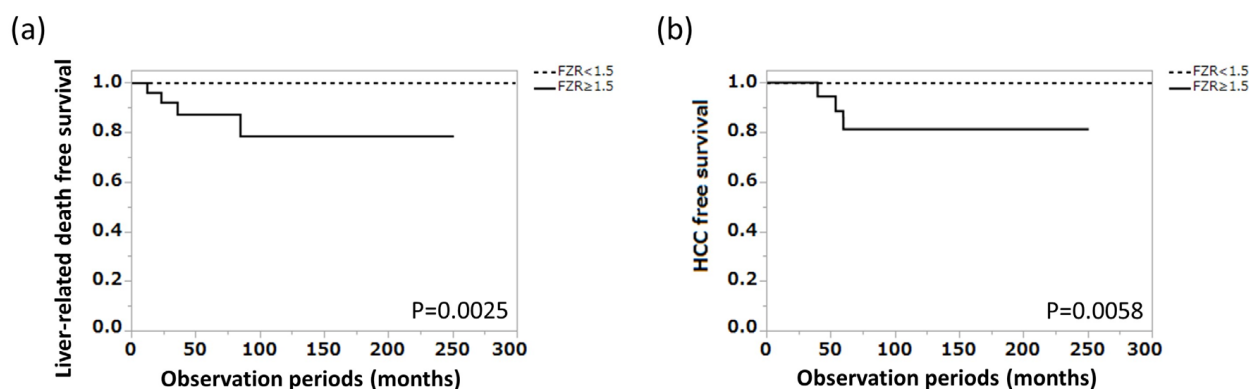 (a)
Liver-related death free survival
1.0
0.8
0.6
0.4
0.2
0.0
0 50 100 150 200 250 300
Observation periods (months)
FZR<1.5
FZR≥1.5
P=0.0025
(b)
HCC free survival
1.0
0.8
0.6
0.4
0.2
0.0
0 50 100 150 200 250 300
Observation periods (months)
FZR<1.5
FZR≥1.5
P=0.0058